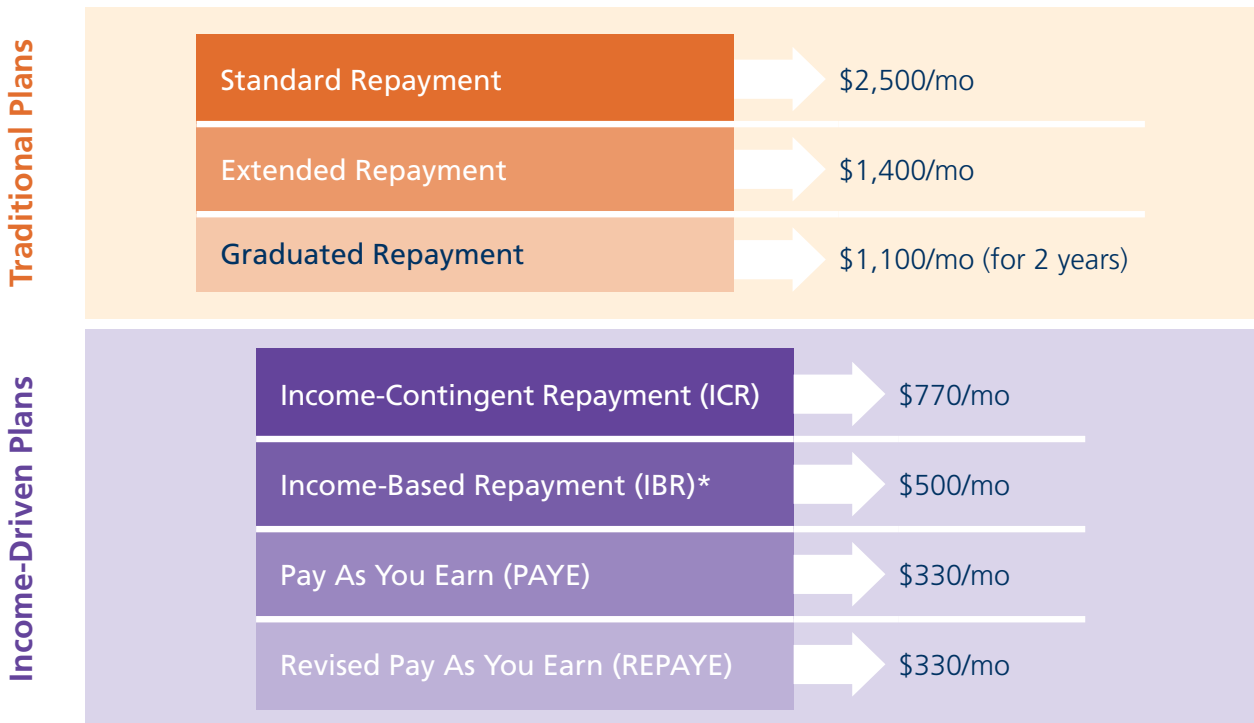 Traditional Plans
Standard Repayment
$2,500/mo
Extended Repayment
$1,400/mo
Graduated Repayment
$1,100/mo (for 2 years)
Income-Driven Plans
Income-Contingent Repayment (ICR)
$770/mo
Income-Based Repayment (IBR)*
$500/mo
Pay As You Earn (PAYE)
$330/mo
Revised Pay As You Earn (REPAYE)
$330/mo